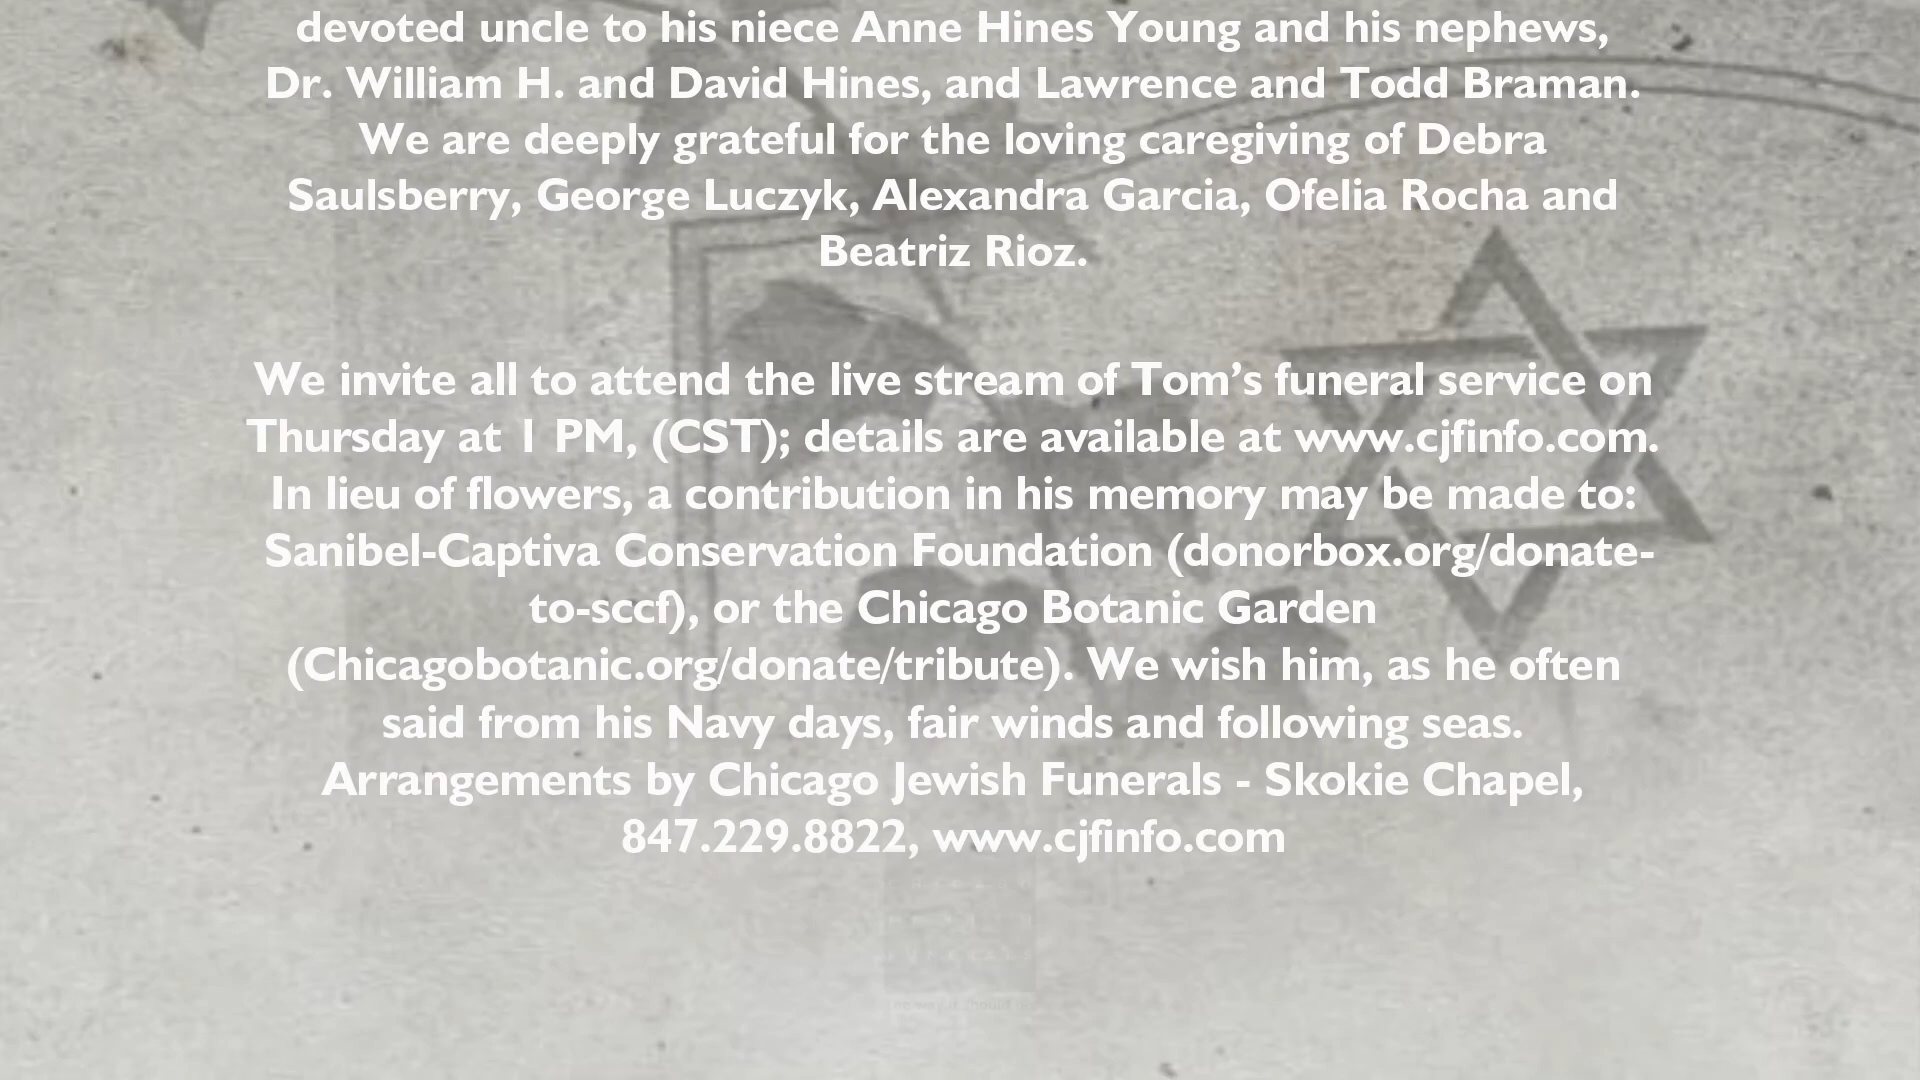 devoted uncle to his niece Anne Hines Young and his nephews,
Dr. William H. and David Hines, and Lawrence and Todd Braman.
We are deeply grateful for the loving caregiving of Debra
Saulsberry, George Luczyk, Alexandra Garcia, Ofelia Rocha and
Beatriz Rioz.
We invite all to attend the live stream of Tom’s funeral service on
Thursday at 1 PM, (CST); details are available at www.cjfinfo.com.
In lieu of flowers, a contribution in his memory may be made to:
Sanibel-Captiva Conservation Foundation (donorbox.org/donate-
to-sccf), or the Chicago Botanic Garden
(Chicagobotanic.org/donate/tribute). We wish him, as he often
said from his Navy days, fair winds and following seas.
Arrangements by Chicago Jewish Funerals - Skokie Chapel,
847.229.8822, www.cjfinfo.com